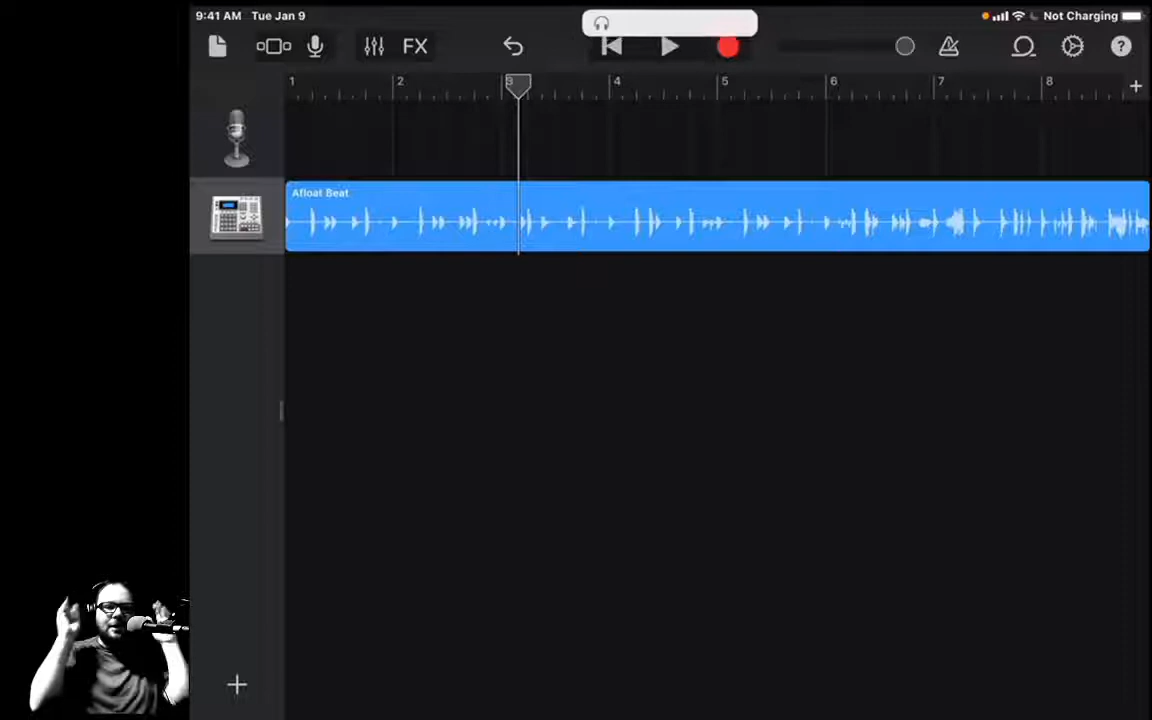 9:41 AM Tue Jan 9
Not Charging
FX
?
1 2 3 4 5 6 7 8
+
Afloat Beat
+